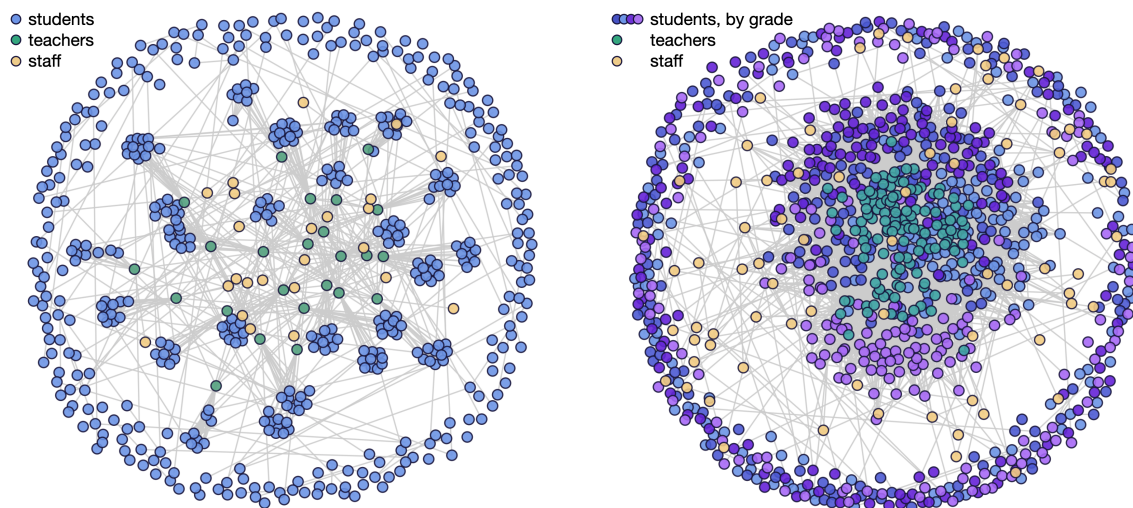 students
teachers
staff
students, by grade
teachers
staff